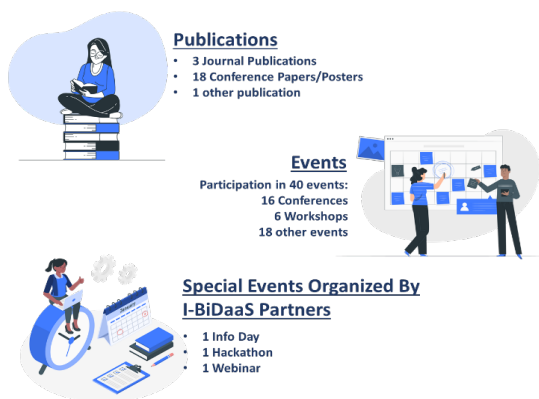 Publications
• 3 Journal Publications
• 18 Conference Papers/Posters
• 1 other publication
Events
Participation in 40 events:
16 Conferences
6 Workshops
18 other events
Special Events Organized By
I-BiDaaS Partners
• 1 Info Day
• 1 Hackathon
• 1 Webinar